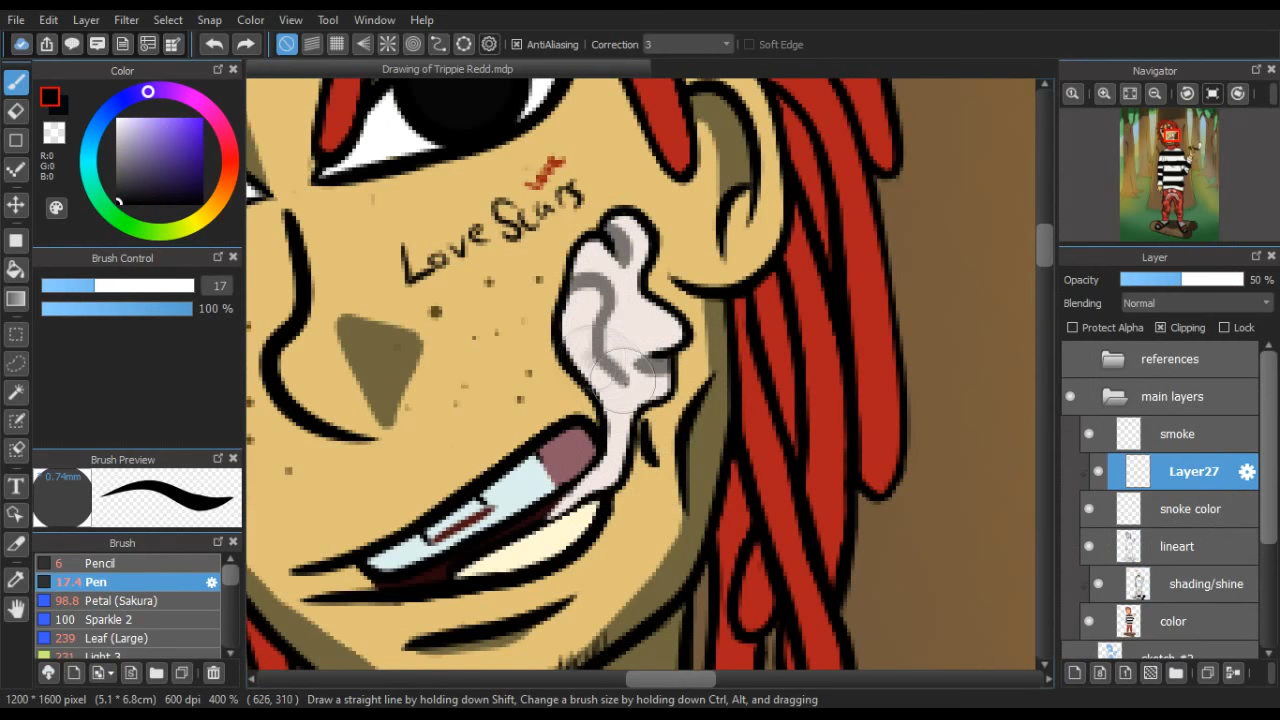 File Edit Layer Filter Select Snap Color View Tool Window Help
AntiAliasing Correction 3 Soft Edge
Color
Drawing of Trippie Redd.mdp
Navigator
R:0
G:0
B:0
Brush Control
17
100 %
Layer
Opacity 50 %
Blending Normal
Protect Alpha Clipping Lock
references
main layers
smoke
Layer27
snoke color
lineart
shading/shine
color
sketch #2
Love Scars
Brush Preview
0.74mm
Brush
6 Pencil
17.4 Pen
98.8 Petal (Sakura)
100 Sparkle 2
239 Leaf (Large)
231 Light 3
1200 * 1600 pixel (5.1 * 6.8cm) 600 dpi 400 % ( 626, 310 ) Draw a straight line by holding down Shift, Change a brush size by holding down Ctrl, Alt, and dragging